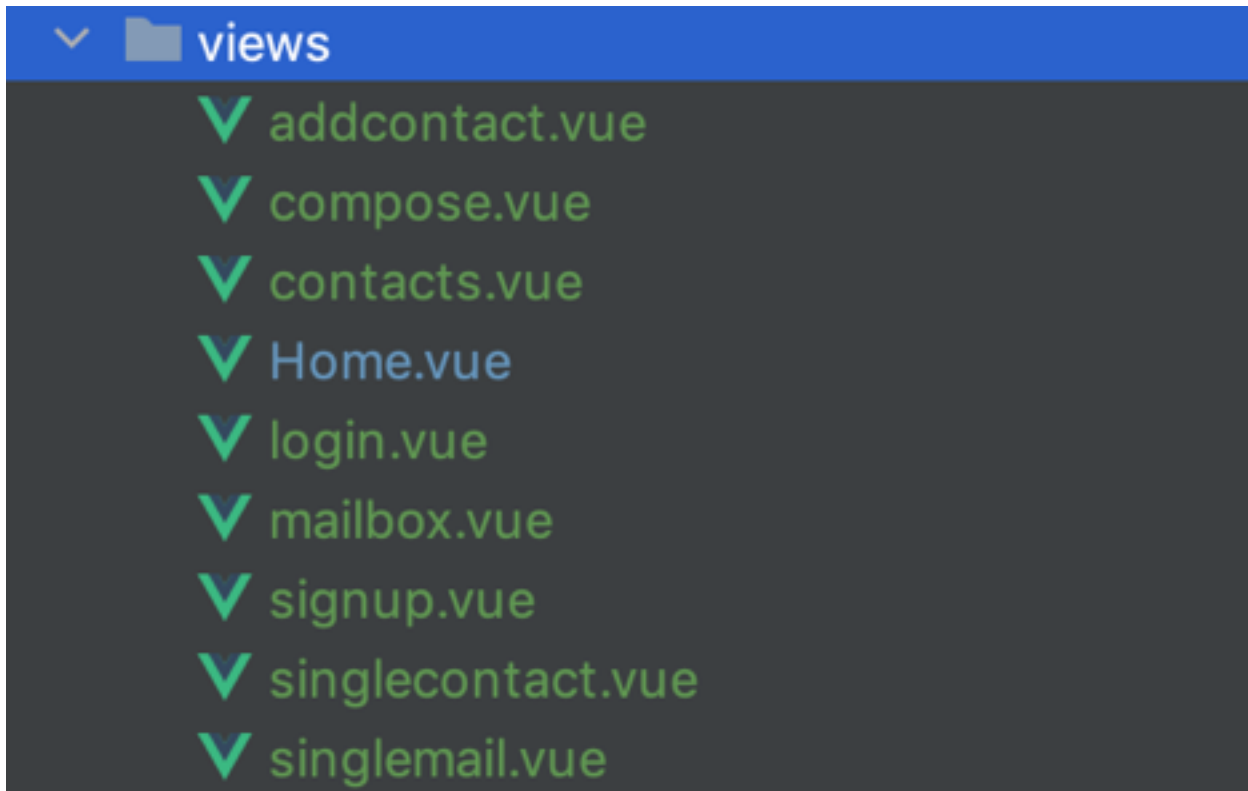 views
addcontact.vue
compose.vue
contacts.vue
Home.vue
login.vue
mailbox.vue
signup.vue
singlecontact.vue
singlemail.vue